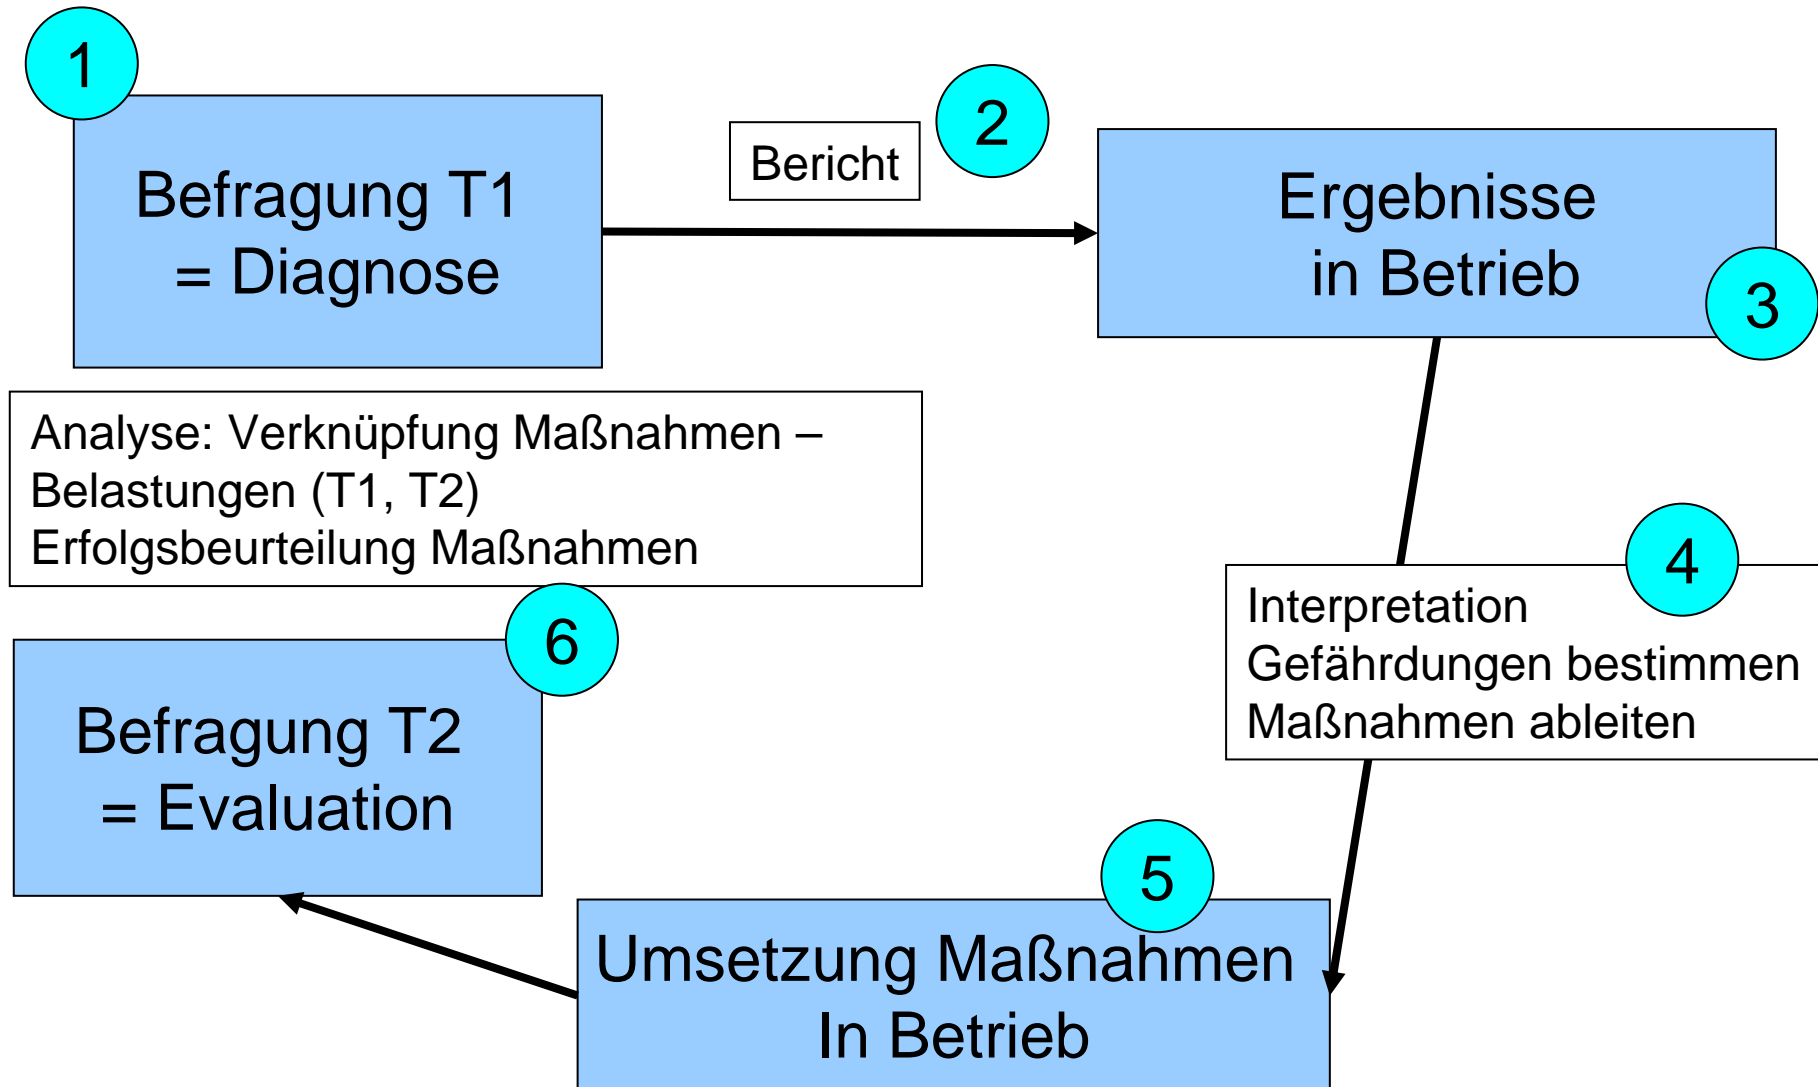 1
Befragung T1
= Diagnose
Bericht
2
Ergebnisse
in Betrieb
3
Analyse: Verknüpfung Maßnahmen –
Belastungen (T1, T2)
Erfolgsbeurteilung Maßnahmen
4
Interpretation
Gefährdungen bestimmen
Maßnahmen ableiten
6
Befragung T2
= Evaluation
5
Umsetzung Maßnahmen
In Betrieb